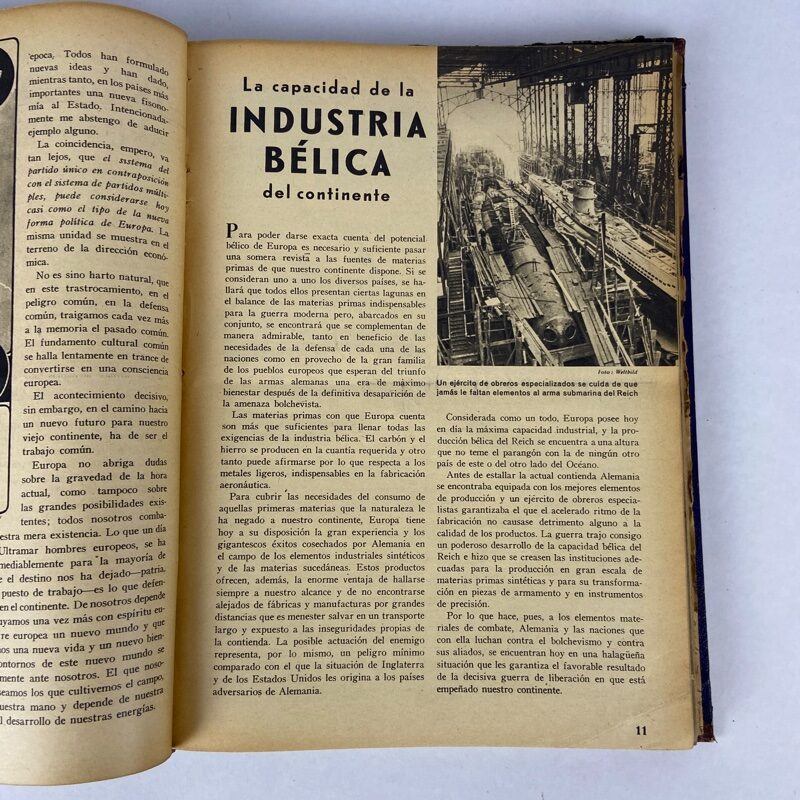 época. Todos han formulado
nuevas ideas y han dado,
mientras tanto, en los países más
importantes una nueva fisono-
mía al Estado. Intencionada-
mente me abstengo de aducir
ejemplo alguno.
La coincidencia, empero, va
tan lejos, que el sistema del
partido único en contraposición
con el sistema de partidos múlti-
ples, puede considerarse hoy
casi como el tipo de la nueva
forma política de Europa. La
misma unidad se muestra en el
terreno de la dirección econó-
mica.
No es sino harto natural, que
en este trastrocamiento, en el
peligro común, en la defensa
común, traigamos cada vez más
a la memoria el pasado común.
El fundamento cultural común
se halla lentamente en trance de
convertirse en una consciencia
europea.
El acontecimiento decisivo,
sin embargo, en el camino hacia
un nuevo futuro para nuestro
viejo continente, ha de ser el
trabajo común.
Europa no abriga dudas
sobre la gravedad de la hora
actual, como tampoco sobre
las grandes posibilidades exis-
tentes; todos nosotros comba-
estra mera existencia. Lo que un día
Ultramar hombres europeos, se ha
mediablemente para la mayoría de
e el destino nos ha dejado—patria,
puesto de trabajo—es lo que defen-
en el continente. De nosotros depende
uyamos una vez más con espíritu eu-
re europea un nuevo mundo y que
mos una nueva vida y un nuevo bien-
ontornos de este nuevo mundo se
mente ante nosotros. El que noso-
seamos los que cultivemos el campo,
uestra mano y depende de nuestra
l desarrollo de nuestras energías.
La capacidad de la
INDUSTRIA
BÉLICA
del continente
Para poder darse exacta cuenta del potencial
bélico de Europa es necesario y suficiente pasar
una somera revista a las fuentes de materias
primas de que nuestro continente dispone. Si se
consideran uno a uno los diversos países, se ha-
llará que todos ellos presentan ciertas lagunas en
el balance de las materias primas indispensables
para la guerra moderna pero, abarcados en su
conjunto, se encontrará que se complementan de
manera admirable, tanto en beneficio de las
necesidades de la defensa de cada una de las
naciones como en provecho de la gran familia
de los pueblos europeos que esperan del triunfo
de las armas alemanas una era de máximo
bienestar después de la definitiva desaparición de
la amenaza bolchevista.
Las materias primas con que Europa cuenta
son más que suficientes para llenar todas las
exigencias de la industria bélica. El carbón y el
hierro se producen en la cuantía requerida y otro
tanto puede afirmarse por lo que respecta a los
metales ligeros, indispensables en la fabricación
aeronáutica.
Para cubrir las necesidades del consumo de
aquellas primeras materias que la naturaleza le
ha negado a nuestro continente, Europa tiene
hoy a su disposición la gran experiencia y los
gigantescos éxitos cosechados por Alemania en
el campo de los elementos industriales sintéticos
y de las materias sucedáneas. Estos productos
ofrecen, además, la enorme ventaja de hallarse
siempre a nuestro alcance y de no encontrarse
alejados de fábricas y manufacturas por grandes
distancias que es menester salvar en un transporte
largo y expuesto a las inseguridades propias de
la contienda. La posible actuación del enemigo
representa, por lo mismo, un peligro mínimo
comparado con el que la situación de Inglaterra
y de los Estados Unidos les origina a los países
adversarios de Alemania.
Foto: Weltbild
Un ejército de obreros especializados se cuida de que
jamás le faltan elementos al arma submarina del Reich
Considerada como un todo, Europa posee hoy
en día la máxima capacidad industrial, y la pro-
ducción bélica del Reich se encuentra a una altura
que no teme el parangón con la de ningún otro
país de este o del otro lado del Océano.
Antes de estallar la actual contienda Alemania
se encontraba equipada con los mejores elementos
de producción y un ejército de obreros especia-
listas garantizaba el que el acelerado ritmo de la
fabricación no causase detrimento alguno a la
calidad de los productos. La guerra trajo consigo
un poderoso desarrollo de la capacidad bélica del
Reich e hizo que se creasen las instituciones ade-
cuadas para la producción en gran escala de
materias primas sintéticas y para su transforma-
ción en piezas de armamento y en instrumentos
de precisión.
Por lo que hace, pues, a los elementos mate-
riales de combate, Alemania y las naciones que
con ella luchan contra el bolchevismo y contra
sus aliados, se encuentran hoy en una halagüeña
situación que les garantiza el favorable resultado
de la decisiva guerra de liberación en que está
empeñado nuestro continente.
11